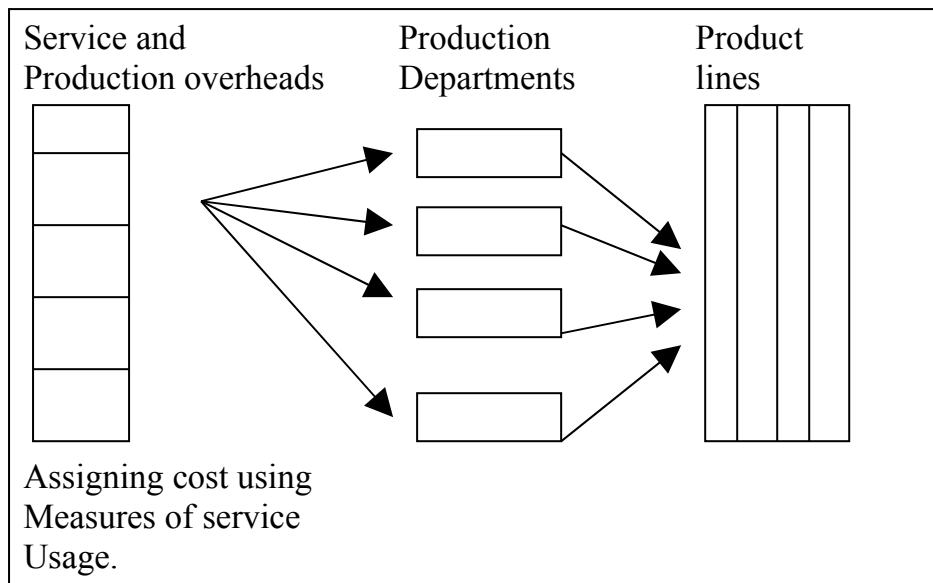 Service and
Production overheads
Production
Departments
Product
lines
Assigning cost using
Measures of service
Usage.